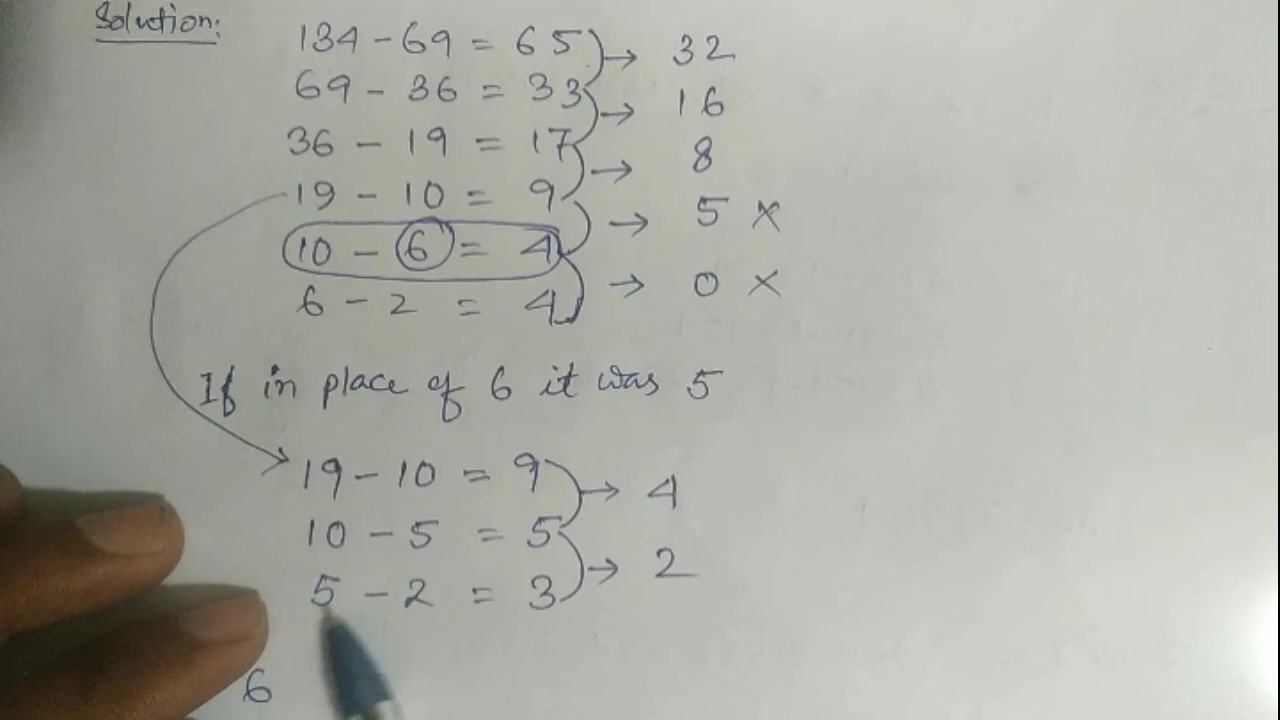 Solution:
134 - 69 = 65 → 32
69 - 36 = 33 → 16
36 - 19 = 17 → 8
19 - 10 = 9 → 5 ×
10 - 6 = 4 → 0 ×
6 - 2 = 4
If in place of 6 it was 5
19 - 10 = 9 → 4
10 - 5 = 5 → 2
5 - 2 = 3
6